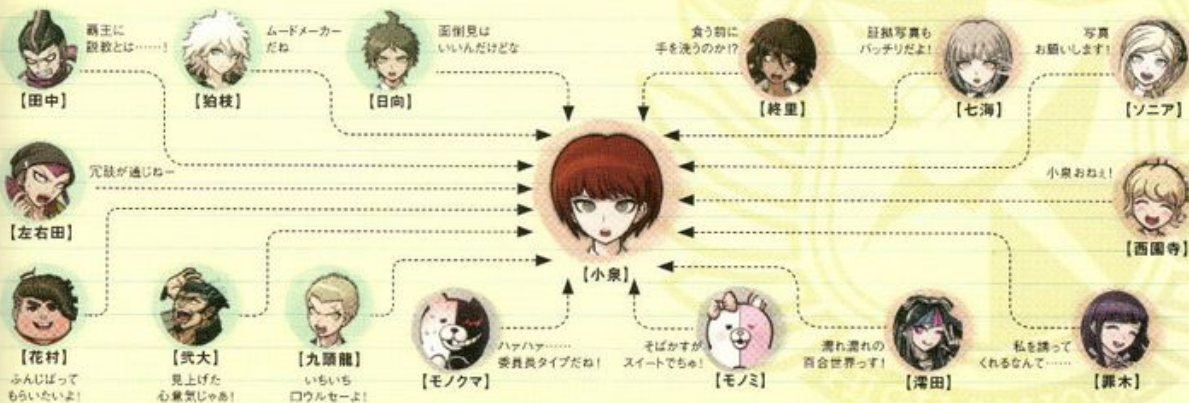 覇王に
説教とは……!
【田中】
ムードメーカー
だね
【狛枝】
面倒見は
いいんだけどな
【日向】
食う前に
手を洗うのか!?
【終里】
証拠写真も
バッチリだよ!
【七海】
写真
お願いします!
【ソニア】
冗談が通じねー
【左右田】
【小泉】
小泉おねぇ!
【西園寺】
【花村】
ふんじばって
もらいたいよ!
【弐大】
見上げた
心意気じゃあ!
【九頭龍】
いちいち
口ウルセーよ!
【モノクマ】
ハァハァ……
委員長タイプだね!
そばかすが
スイートでちゅ!
【モノミ】
濡れ濡れの
百合世界っす!
【澪田】
私を誘って
くれるなんて……
【罪木】